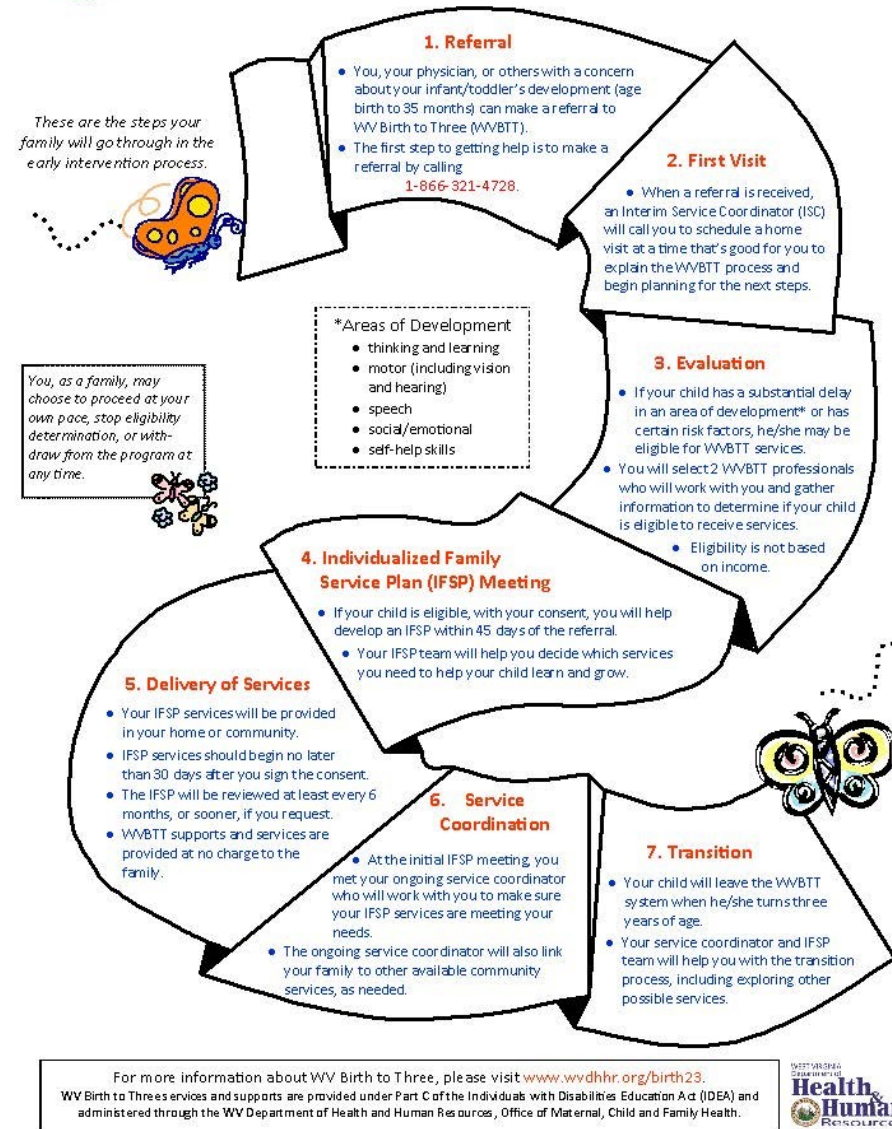 These are the steps your
family will go through in the
early intervention process.
1. Referral
• You, your physician, or others with a concern
about your infant/toddler's development (age
birth to 35 months) can make a referral to
WV Birth to Three (WVBTT).
• The first step to getting help is to make a
referral by calling
1-866-321-4728.
2. First Visit
• When a referral is received,
an Interim Service Coordinator (ISC)
will call you to schedule a home
visit at a time that's good for you to
explain the WVBTT process and
begin planning for the next steps.
*Areas of Development
• thinking and learning
• motor (including vision
and hearing)
• speech
• social/emotional
• self-help skills
You, as a family, may
choose to proceed at your
own pace, stop eligibility
determination, or with-
draw from the program at
any time.
3. Evaluation
• If your child has a substantial delay
in an area of development* or has
certain risk factors, he/she may be
eligible for WVBTT services.
• You will select 2 WVBTT professionals
who will work with you and gather
information to determine if your child
is eligible to receive services.
• Eligibility is not based
on income.
4. Individualized Family
Service Plan (IFSP) Meeting
• If your child is eligible, with your consent, you will help
develop an IFSP within 45 days of the referral.
• Your IFSP team will help you decide which services
you need to help your child learn and grow.
5. Delivery of Services
• Your IFSP services will be provided
in your home or community.
• IFSP services should begin no later
than 30 days after you sign the consent.
• The IFSP will be reviewed at least every 6
months, or sooner, if you request.
• WVBTT supports and services are
provided at no charge to the
family.
6. Service
Coordination
• At the initial IFSP meeting, you
met your ongoing service coordinator
who will work with you to make sure
your IFSP services are meeting your
needs.
• The ongoing service coordinator will also link
your family to other available community
services, as needed.
7. Transition
• Your child will leave the WVBTT
system when he/she turns three
years of age.
• Your service coordinator and IFSP
team will help you with the transition
process, including exploring other
possible services.
For more information about WV Birth to Three, please visit www.wvdhhr.org/birth23.
WV Birth to Three services and supports are provided under Part C of the Individuals with Disabilities Education Act (IDEA) and
administered through the WV Department of Health and Human Resources, Office of Maternal, Child and Family Health.
WEST VIRGINIA
Department of
Health &
Human
Resource